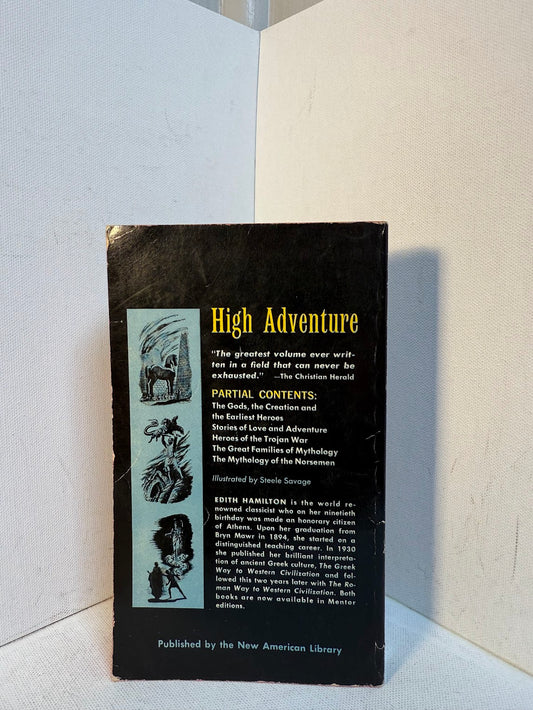 High Adventure
"The greatest volume ever writ-
ten in a field that can never be
exhausted." —The Christian Herald
PARTIAL CONTENTS:
The Gods, the Creation and
the Earliest Heroes
Stories of Love and Adventure
Heroes of the Trojan War
The Great Families of Mythology
The Mythology of the Norsemen
Illustrated by Steele Savage
EDITH HAMILTON is the world re-
nowned classicist who on her ninetieth
birthday was made an honorary citizen
of Athens. Upon her graduation from
Bryn Mawr in 1894, she started on a
distinguished teaching career. In 1930
she published her brilliant interpreta-
tion of ancient Greek culture, The Greek
Way to Western Civilization and fol-
lowed this two years later with The Ro-
man Way to Western Civilization. Both
books are now available in Mentor
editions.
Published by the New American Library